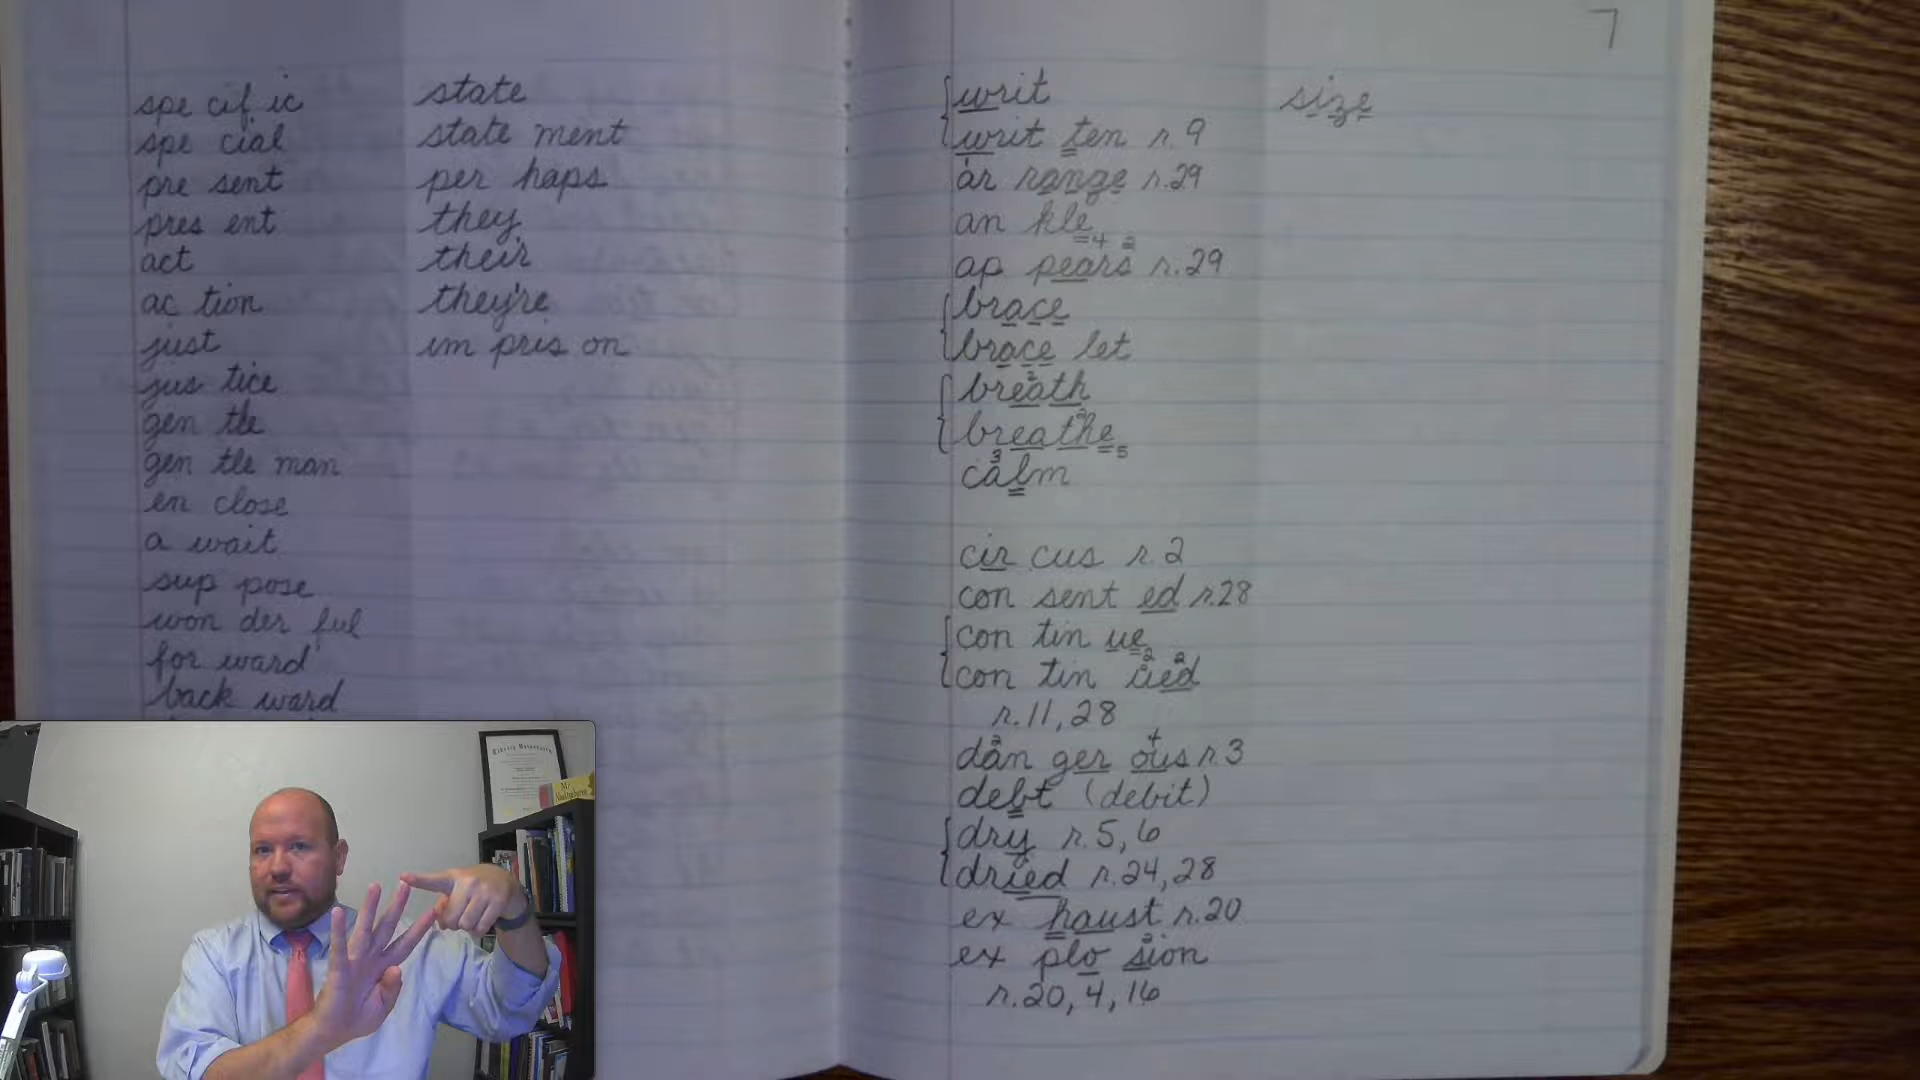 7
spe cif ic
spe cial
pre sent
pres ent
act
ac tion
just
jus tice
gen tle
gen tle man
en close
a wait
sup pose
won der ful
for ward
back ward
state
state ment
per haps
they
their
they're
im pris on
writ
writ ten r. 9
ar range r. 29
an kle 4
ap pears r. 29
brace
brace let
breath
breathe 5
calm
cir cus r. 2
con sent ed r. 28
con tin ue 2
con tin ued
r. 11, 28
dan ger ous r. 3
debt (debit)
dry r. 5, 6
dried r. 24, 28
ex haust r. 20
ex plo sion
r. 20, 4, 16
size